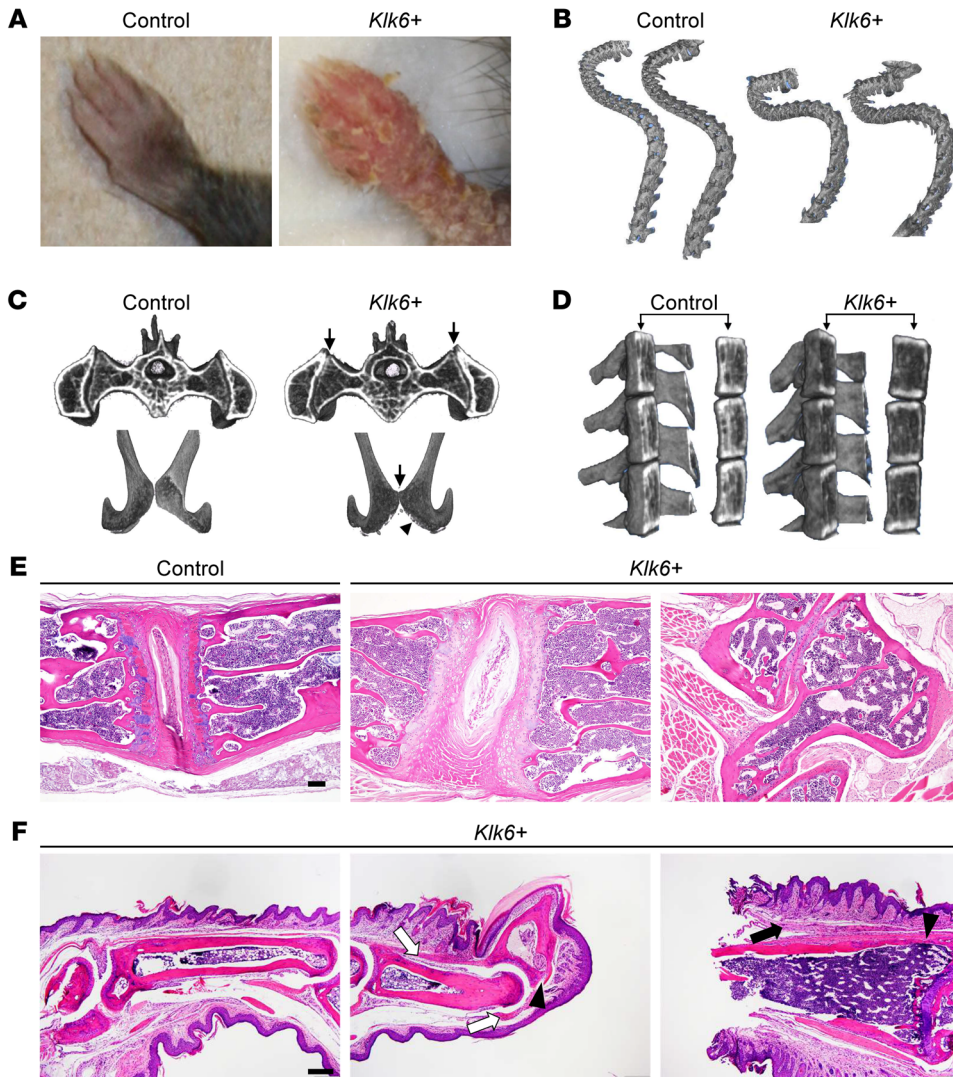 A
Control
Klk6+
B
Control
Klk6+
C
Control
Klk6+
D
Control
Klk6+
E
Control
Klk6+
F
Klk6+